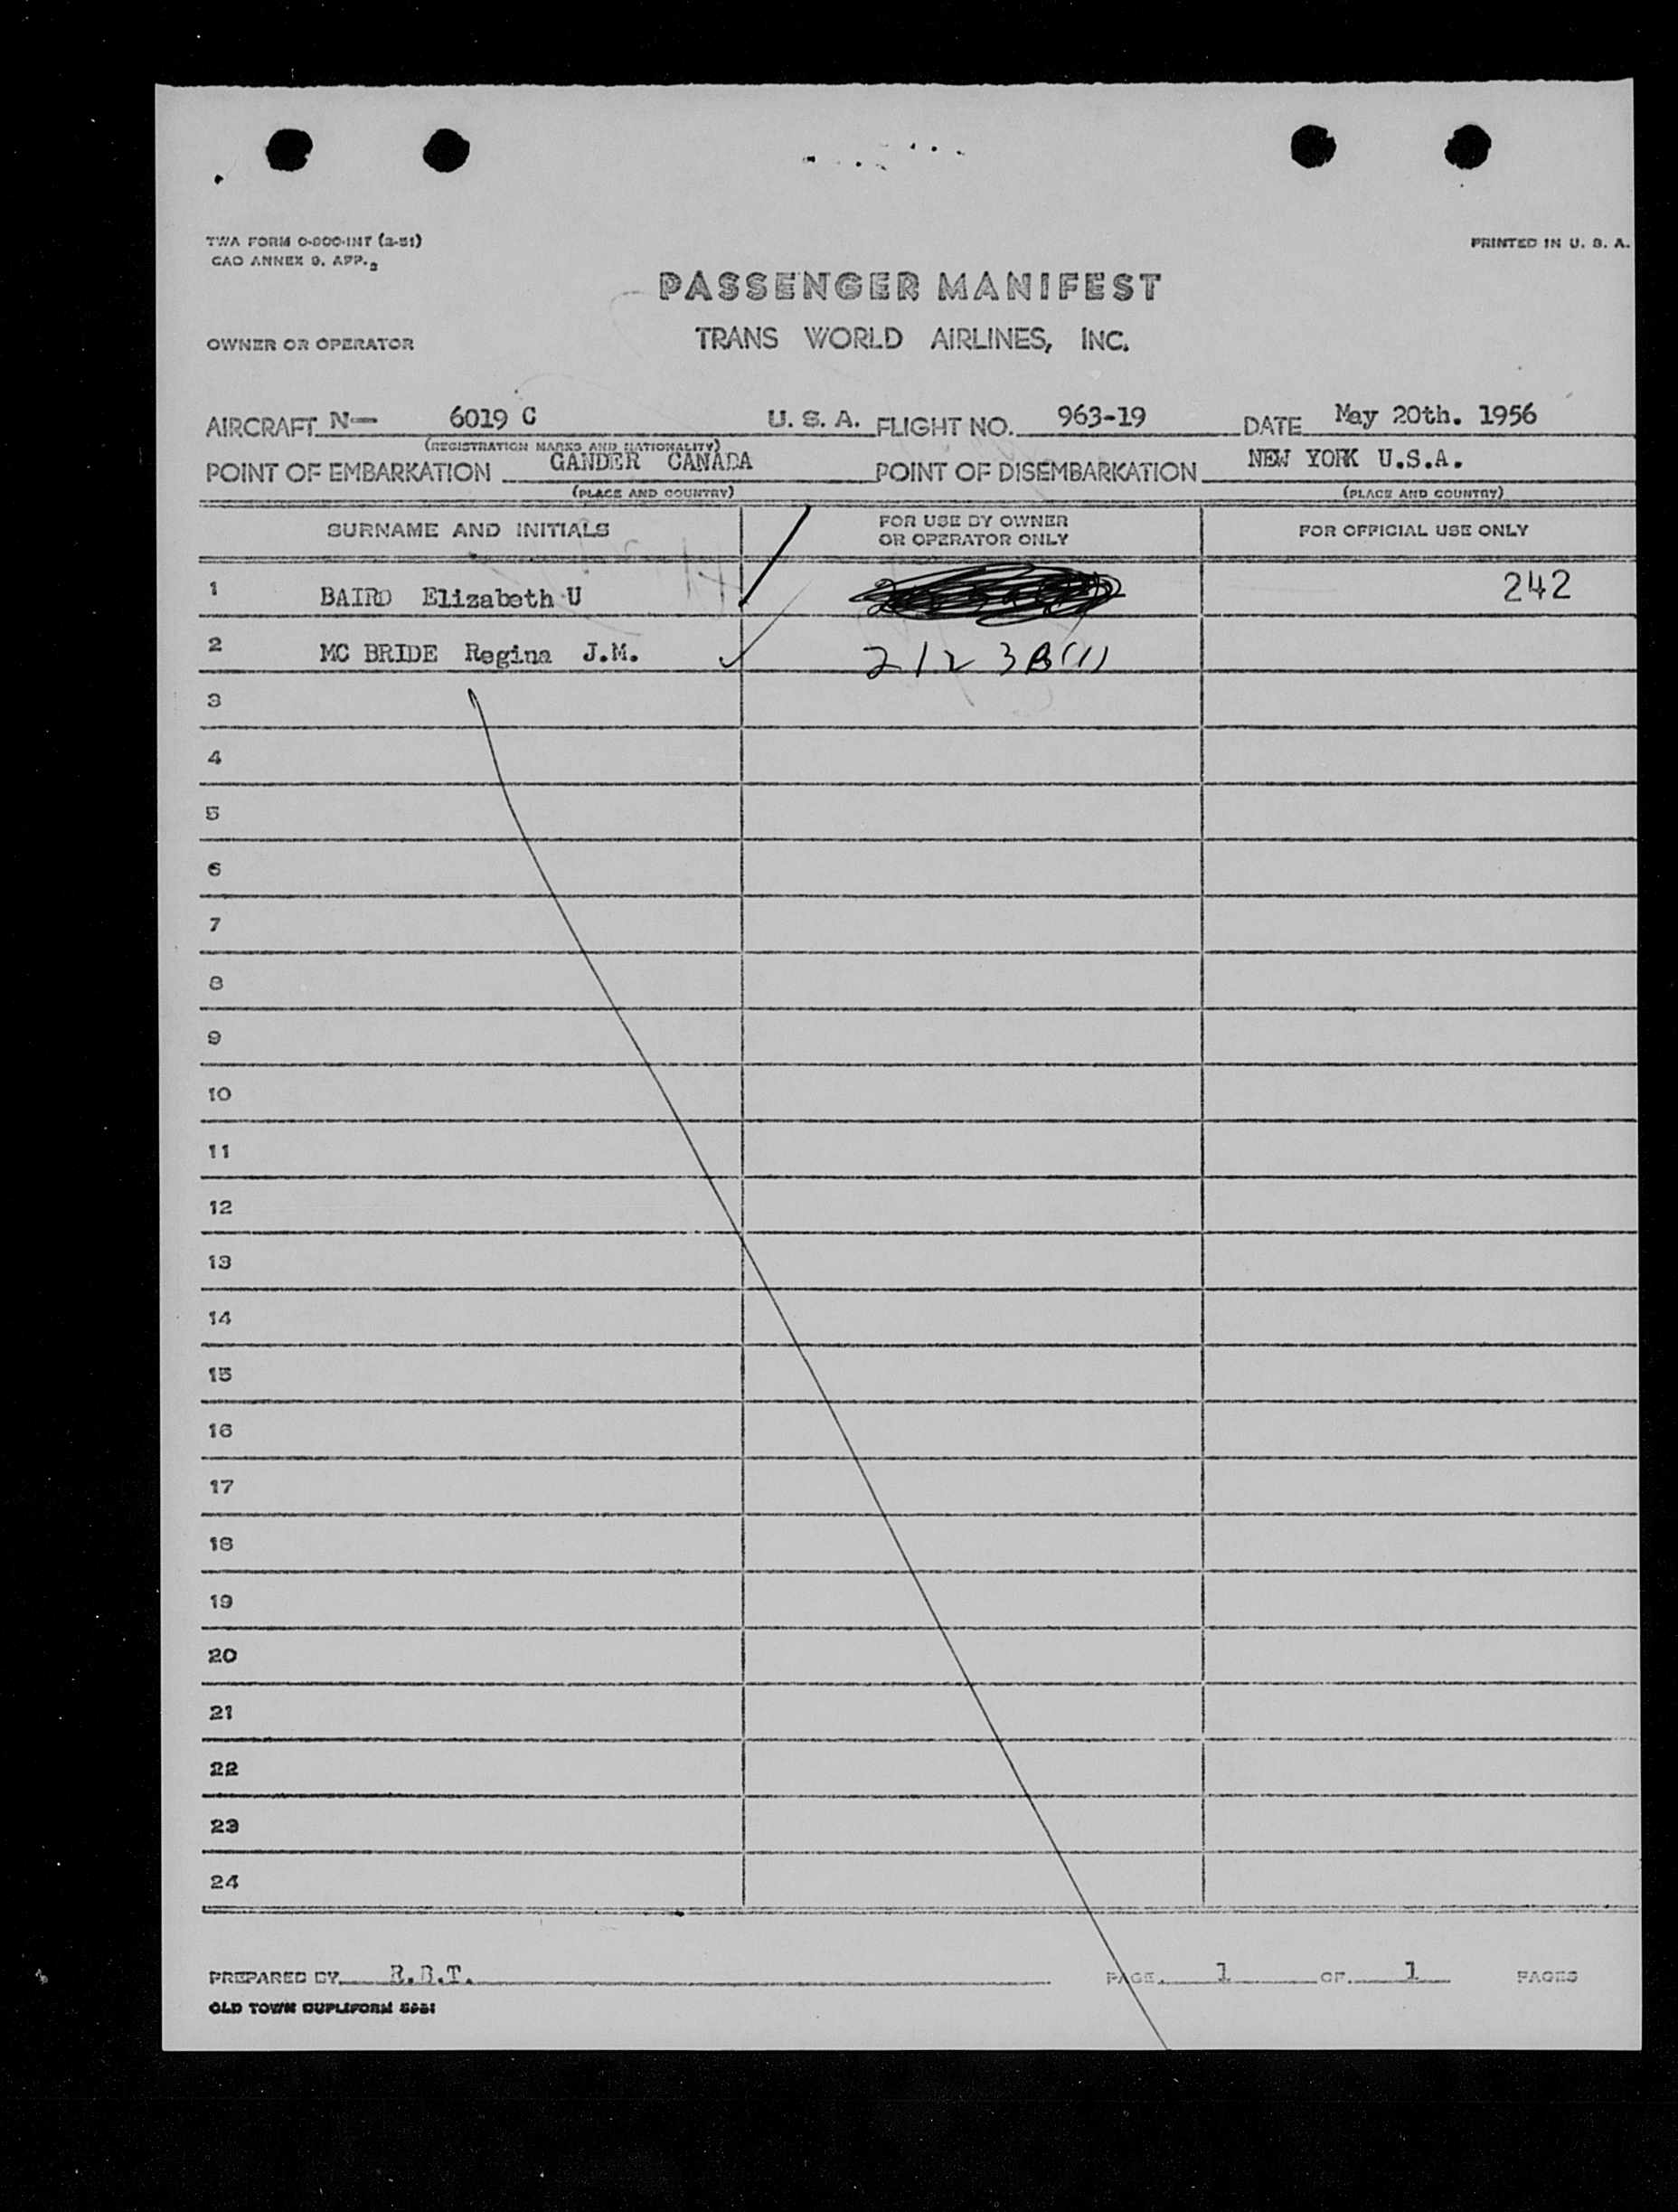 TWA FORM O-800-INT (2-51)
CAO ANNEX 9, APP. 2
PRINTED IN U. S. A.
PASSENGER MANIFEST
OWNER OR OPERATOR TRANS WORLD AIRLINES, INC.
AIRCRAFT N- 6019 C U. S. A. FLIGHT NO. 963-19 DATE May 20th. 1956
(REGISTRATION MARKS AND NATIONALITY)
POINT OF EMBARKATION GANDER CANADA POINT OF DISEMBARKATION NEW YORK U.S.A.
(PLACE AND COUNTRY) (PLACE AND COUNTRY)
SURNAME AND INITIALS FOR USE BY OWNER OR OPERATOR ONLY FOR OFFICIAL USE ONLY
1 BAIRD Elizabeth U 242
2 MC BRIDE Regina J.M. 212 3B(1)
3
4
5
6
7
8
9
10
11
12
13
14
15
16
17
18
19
20
21
22
23
24
PREPARED BY R.B.T. PAGE 1 OF 1 PAGES
OLD TOWN DUPLIFORM